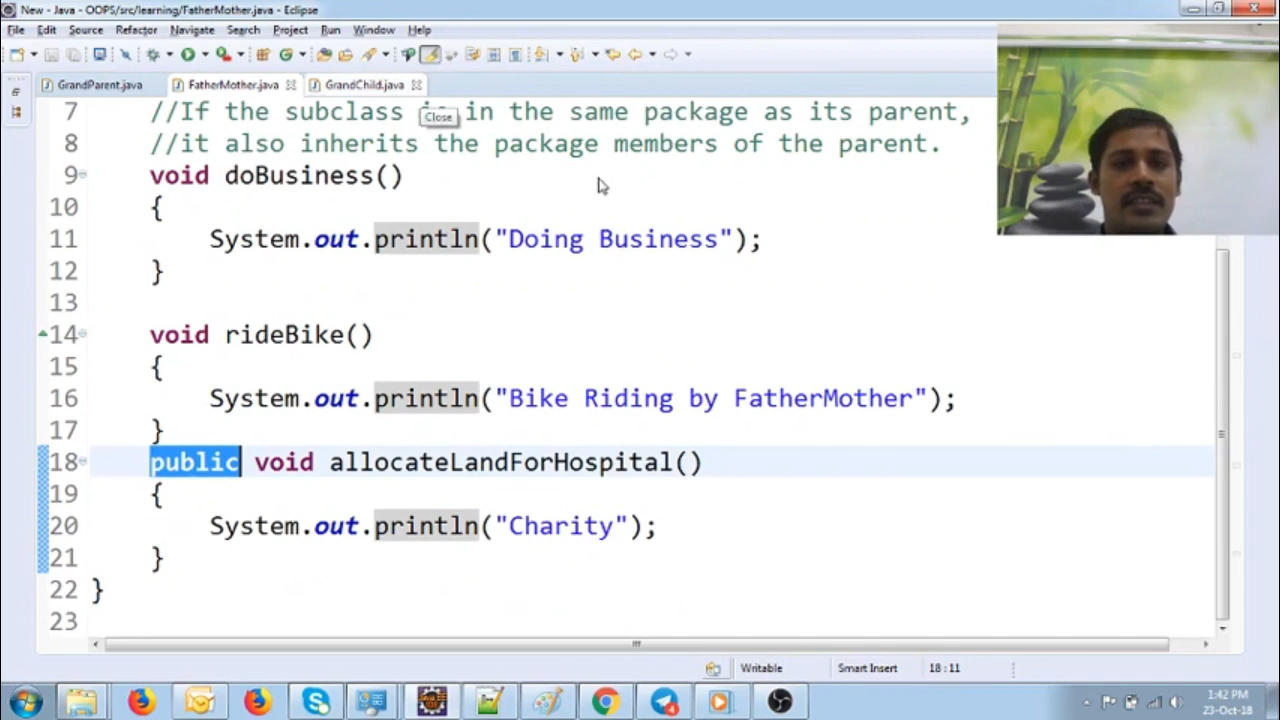 New - Java - OOPS/src/learning/FatherMother.java - Eclipse
File Edit Source Refactor Navigate Search Project Run Window Help
GrandParent.java FatherMother.java GrandChild.java
Close
7 //If the subclass is in the same package as its parent,
8 //it also inherits the package members of the parent.
9 void doBusiness()
10 {
11 System.out.println("Doing Business");
12 }
13
14 void rideBike()
15 {
16 System.out.println("Bike Riding by FatherMother");
17 }
18 public void allocateLandForHospital()
19 {
20 System.out.println("Charity");
21 }
22 }
23
Writable Smart Insert 18 : 11
1:42 PM
23-Oct-18